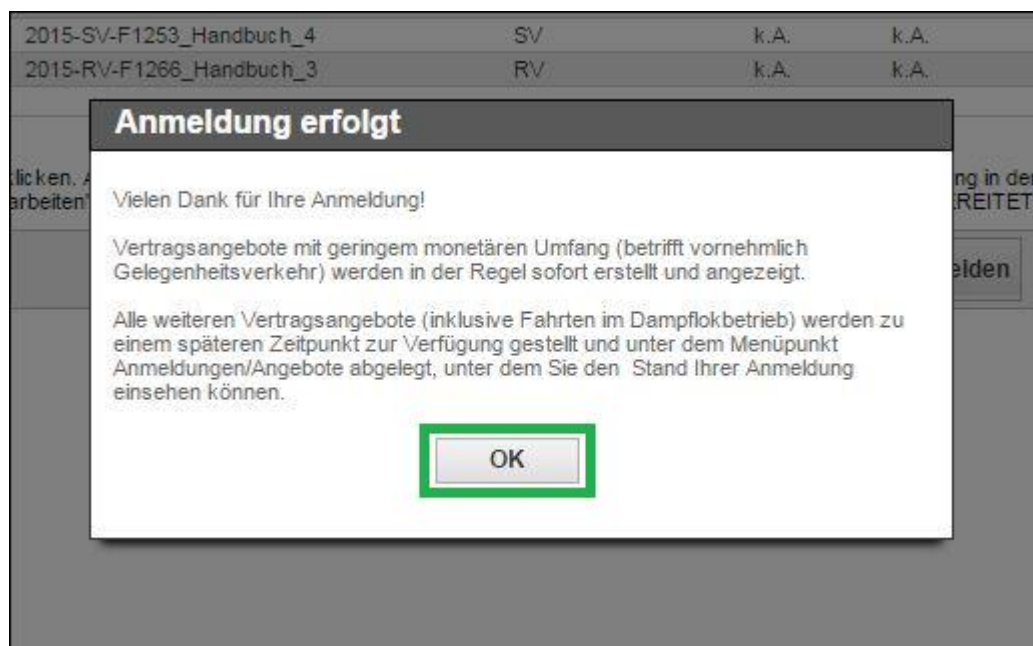 2015-SV-F1253_Handbuch_4 SV k.A. k.A.
2015-RV-F1266_Handbuch_3 RV k.A. k.A.
Anmeldung erfolgt
Vielen Dank für Ihre Anmeldung!
Vertragsangebote mit geringem monetären Umfang (betrifft vornehmlich
Gelegenheitsverkehr) werden in der Regel sofort erstellt und angezeigt.
Alle weiteren Vertragsangebote (inklusive Fahrten im Dampflokbetrieb) werden zu
einem späteren Zeitpunkt zur Verfügung gestellt und unter dem Menüpunkt
Anmeldungen/Angebote abgelegt, unter dem Sie den Stand Ihrer Anmeldung
einsehen können.
OK